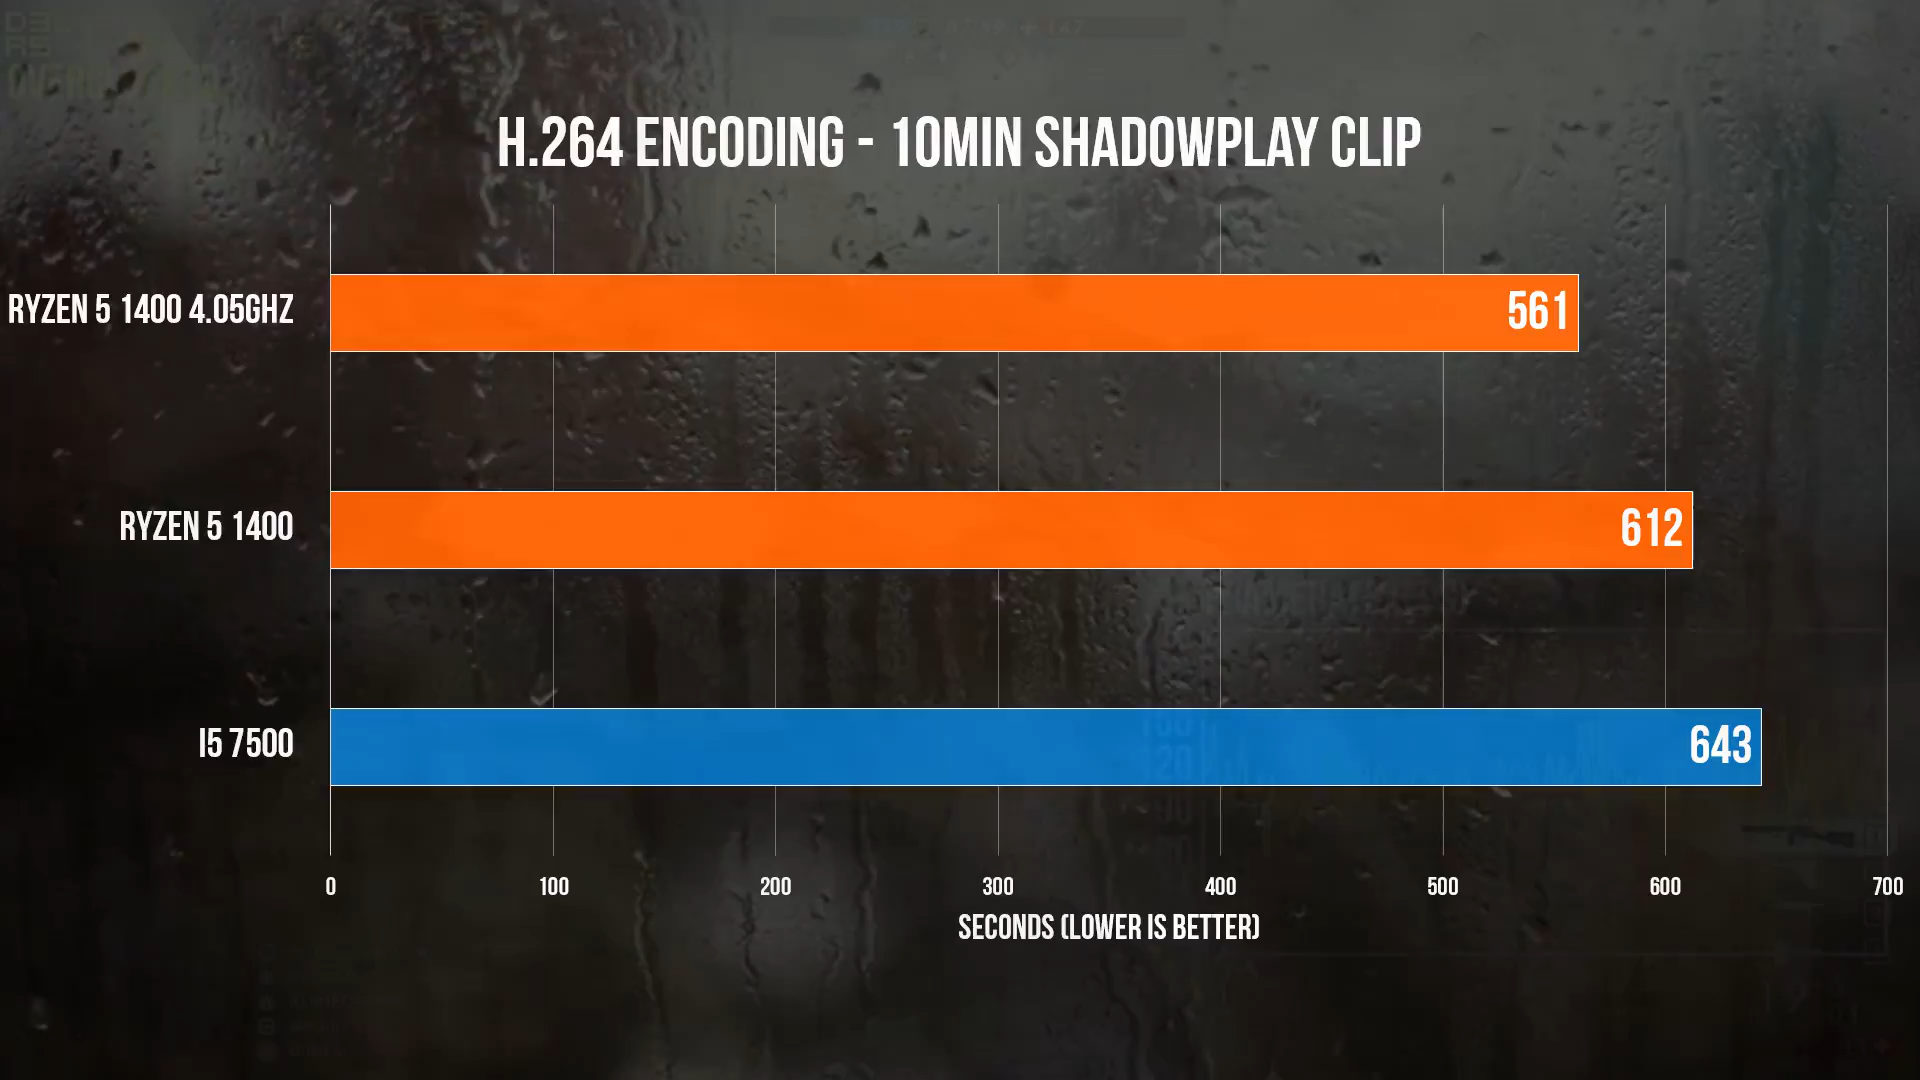 H.264 ENCODING - 10MIN SHADOWPLAY CLIP
RYZEN 5 1400 4.05GHZ
561
RYZEN 5 1400
612
I5 7500
643
0 100 200 300 400 500 600 700
SECONDS (LOWER IS BETTER)